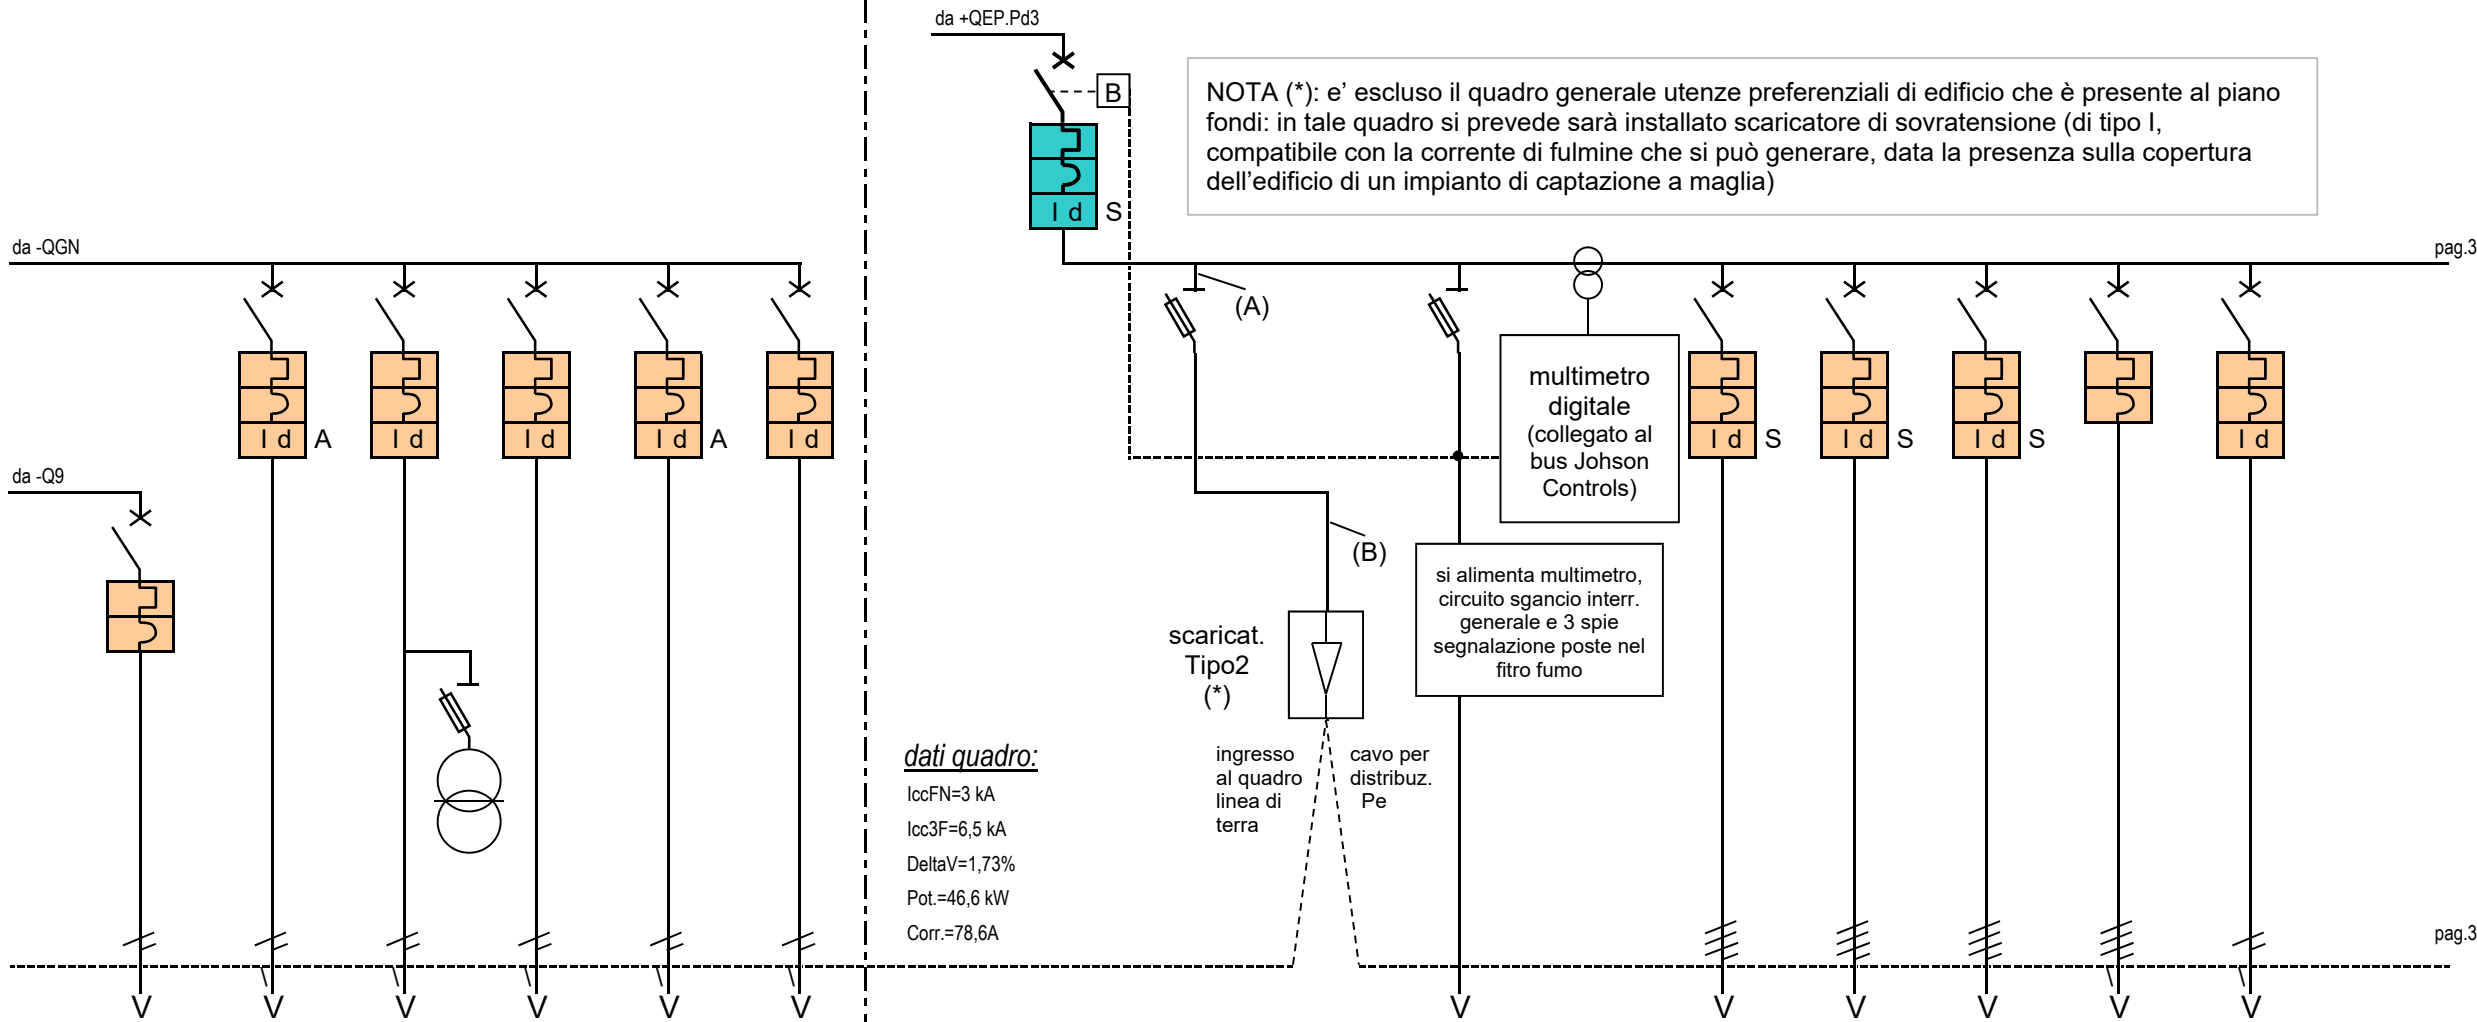 da +QEP.Pd3
B
NOTA (*): e' escluso il quadro generale utenze preferenziali di edificio che è presente al piano
fondi: in tale quadro si prevede sarà installato scaricatore di sovratensione (di tipo I,
compatibile con la corrente di fulmine che si può generare, data la presenza sulla copertura
dell'edificio di un impianto di captazione a maglia)
I d S
da -QGN
pag.3
(A)
multimetro
digitale
(collegato al
bus Johson
Controls)
I d A
I d
I d
I d A
I d
I d S
I d S
I d S
I d
da -Q9
(B)
si alimenta multimetro,
circuito sgancio interr.
generale e 3 spie
segnalazione poste nel
fitro fumo
scaricat.
Tipo2
(*)
dati quadro:
IccFN=3 kA
Icc3F=6,5 kA
DeltaV=1,73%
Pot.=46,6 kW
Corr.=78,6A
ingresso
al quadro
linea di
terra
cavo per
distribuz.
Pe
pag.3